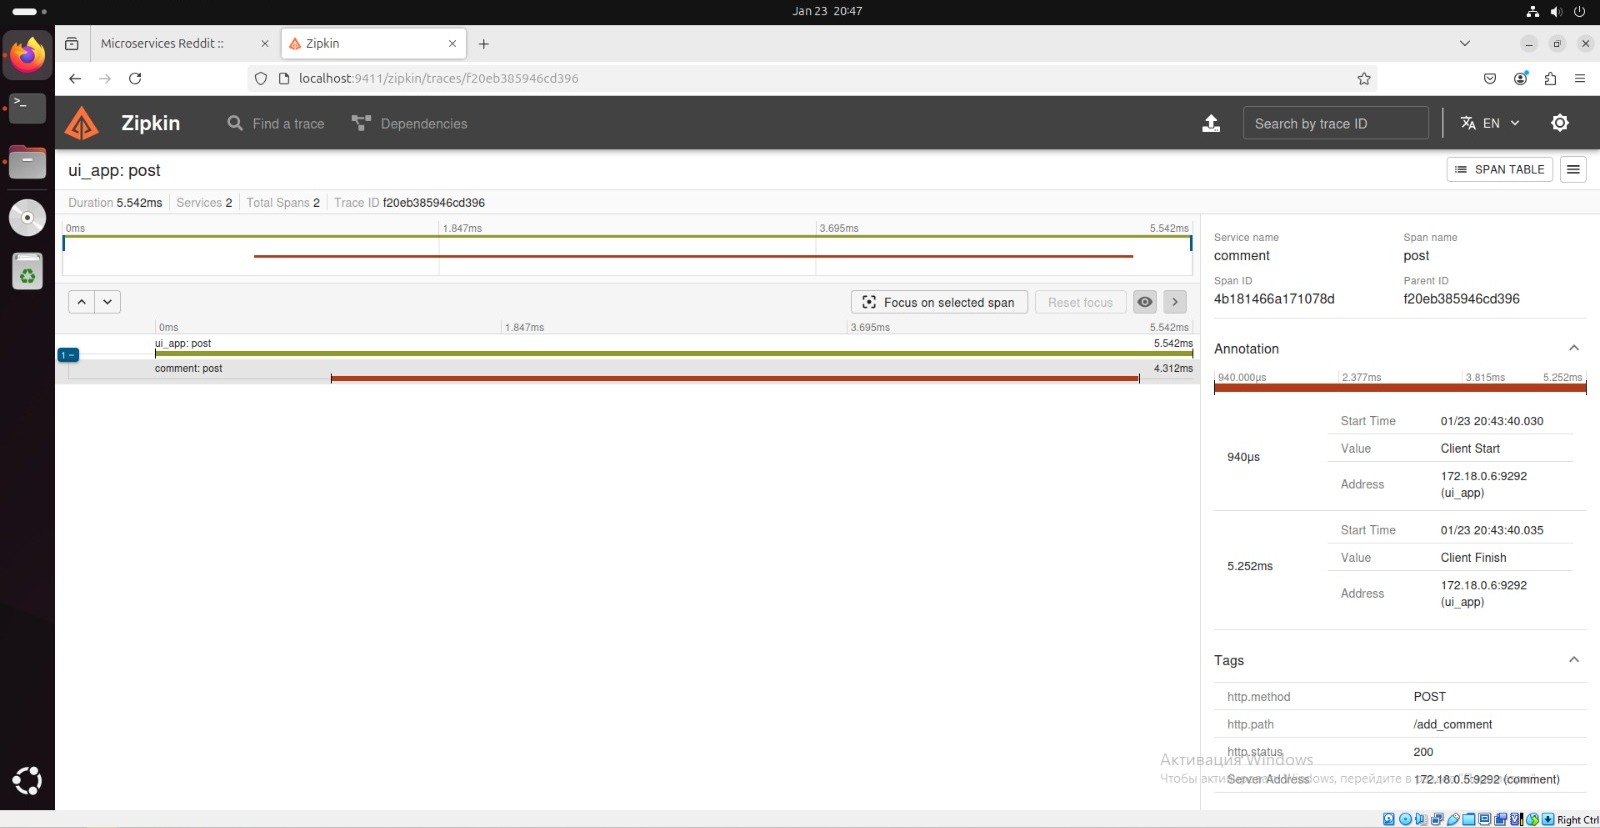 Jan 23 20:47
Microservices Reddit ::
Zipkin
localhost:9411/zipkin/traces/f20eb385946cd396
Zipkin
Find a trace
Dependencies
Search by trace ID
EN
ui_app: post
SPAN TABLE
Duration 5.542ms
Services 2
Total Spans 2
Trace ID f20eb385946cd396
0ms
1.847ms
3.695ms
5.542ms
Focus on selected span
Reset focus
0ms
1.847ms
3.695ms
5.542ms
ui_app: post
5.542ms
1
comment: post
4.312ms
Service name
Span name
comment
post
Span ID
Parent ID
4b181466a171078d
f20eb385946cd396
Annotation
940.000µs
2.377ms
3.815ms
5.252ms
940µs
Start Time
01/23 20:43:40.030
Value
Client Start
Address
172.18.0.6:9292
(ui_app)
5.252ms
Start Time
01/23 20:43:40.035
Value
Client Finish
Address
172.18.0.6:9292
(ui_app)
Tags
http.method
POST
http.path
/add_comment
http.status
200
Активация Windows
Server Address
172.18.0.5:9292 (comment)
Чтобы активировать Windows, перейдите в
Right Ctrl